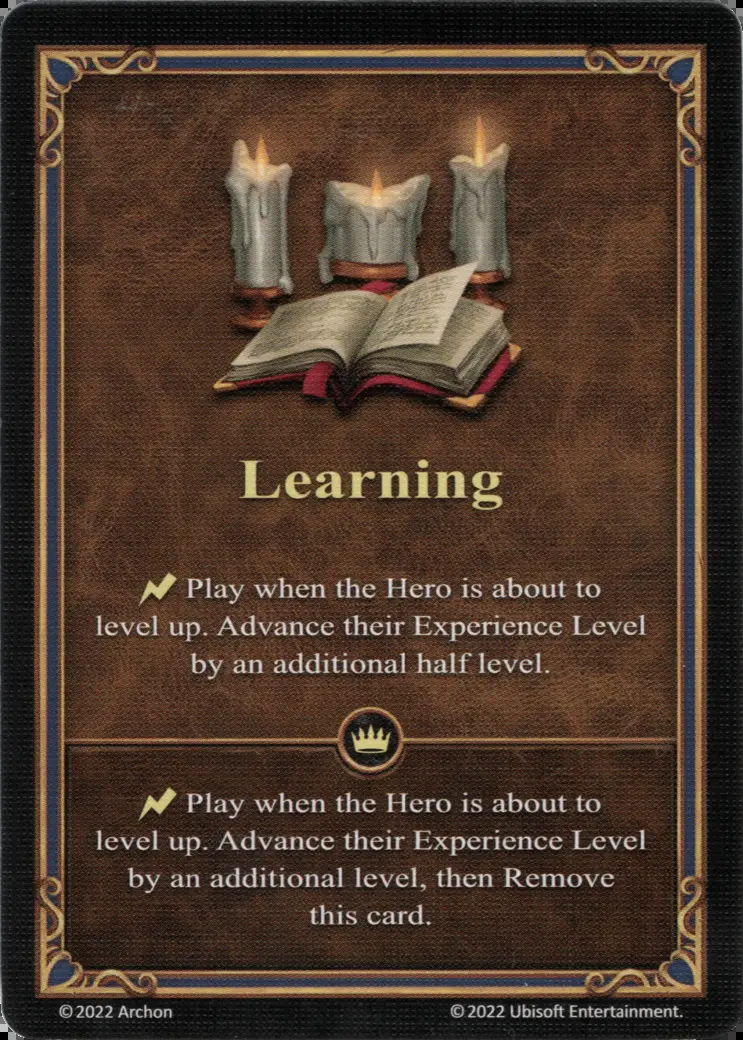 Learning
Play when the Hero is about to
level up. Advance their Experience Level
by an additional half level.
Play when the Hero is about to
level up. Advance their Experience Level
by an additional level, then Remove
this card.
© 2022 Archon
© 2022 Ubisoft Entertainment.